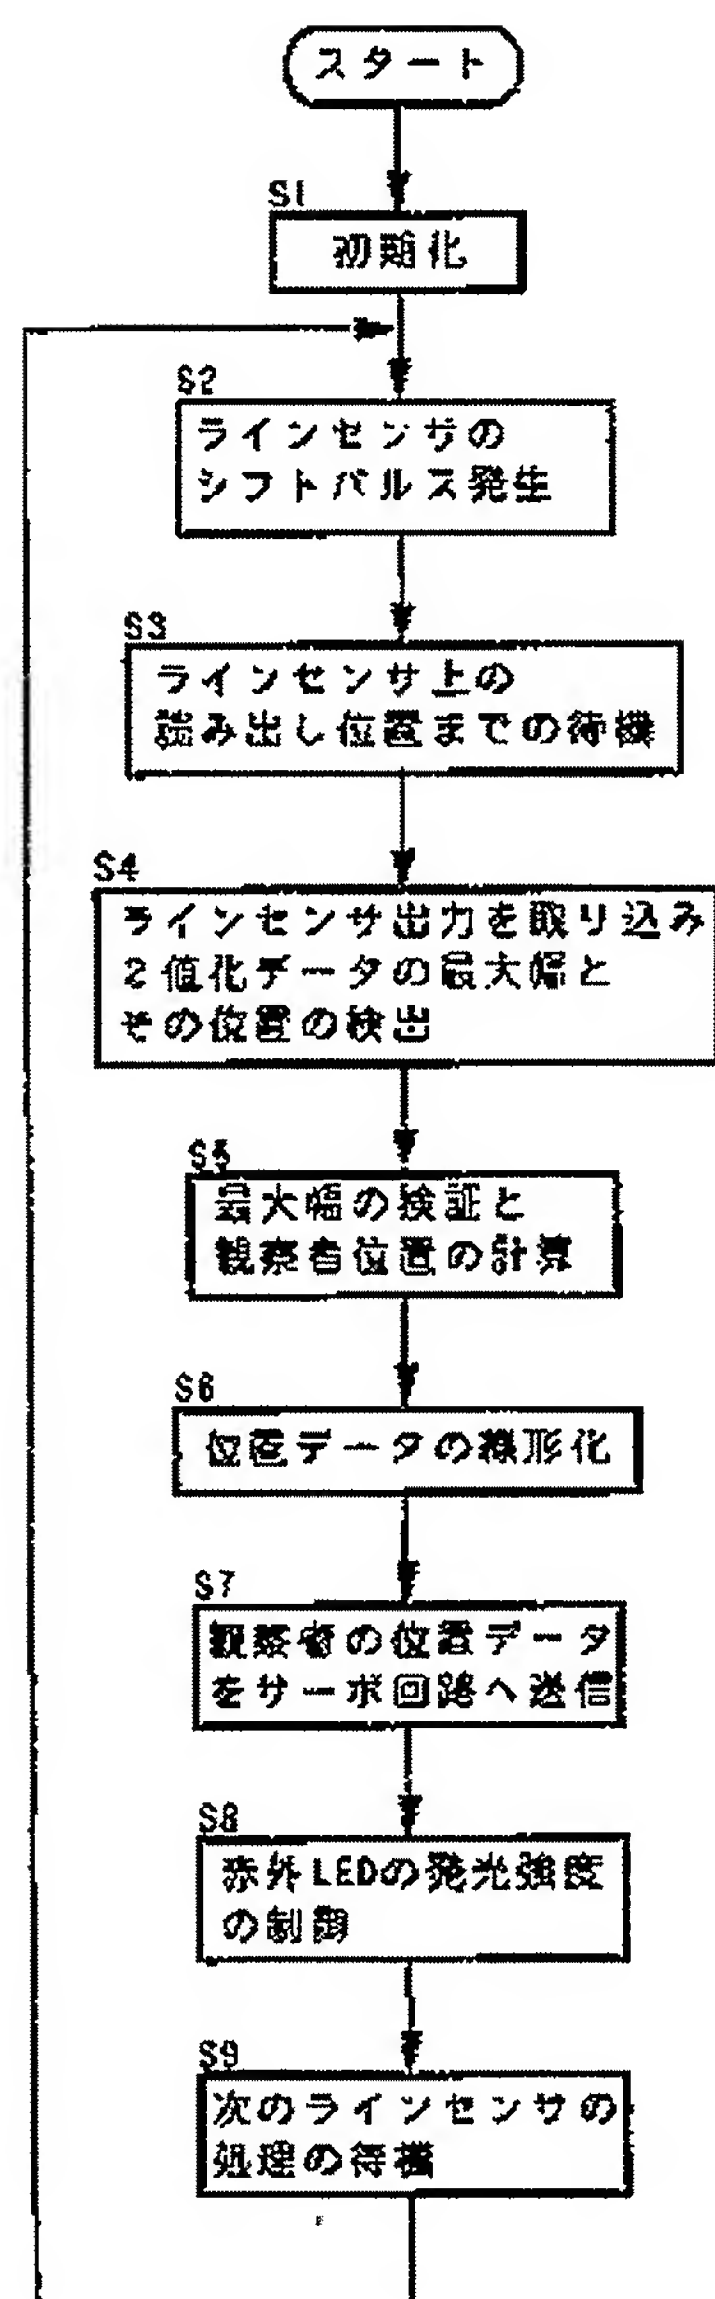 スタート
S1
初期化
S2
ラインセンサの
シフトパルス発生
S3
ラインセンサ上の
読み出し位置までの待機
S4
ラインセンサ出力を取り込み
2値化データの最大幅と
その位置の検出
S5
最大幅の検証と
観察者位置の計算
S6
位置データの線形化
S7
観察者の位置データ
をサーボ回路へ送信
S8
赤外LEDの発光強度
の制御
S9
次のラインセンサの
処理の待機